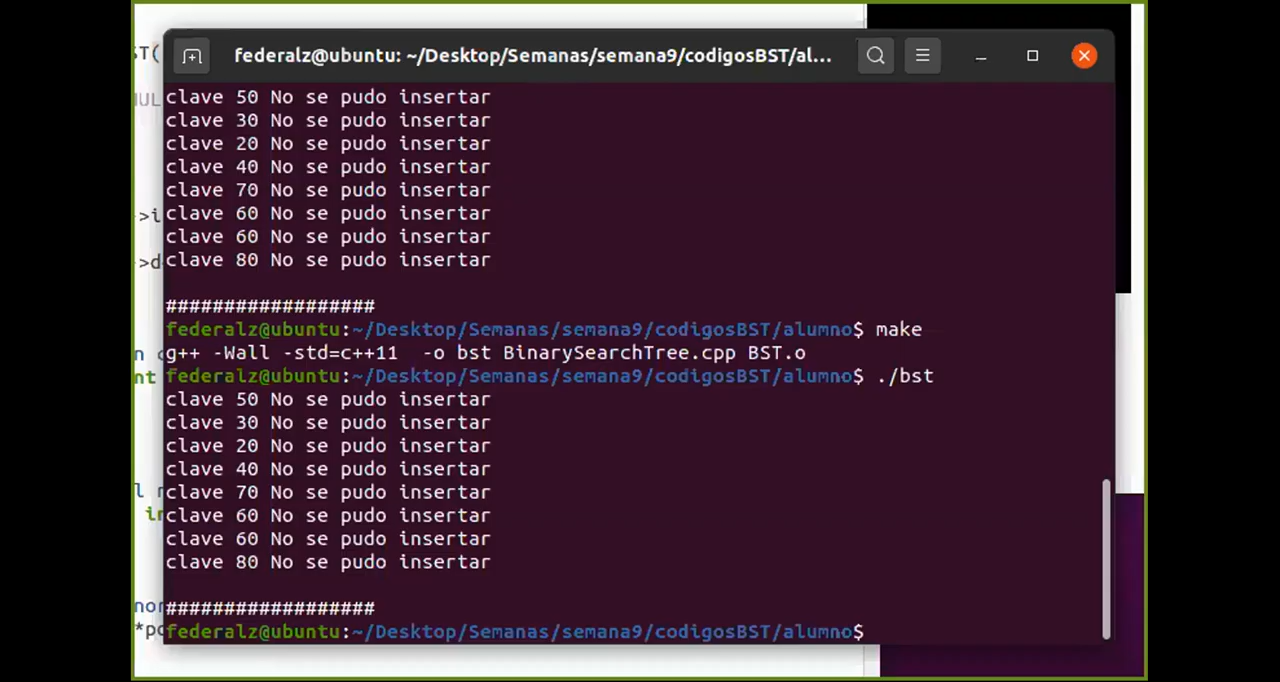 federalz@ubuntu: ~/Desktop/Semanas/semana9/codigosBST/al...
clave 50 No se pudo insertar
clave 30 No se pudo insertar
clave 20 No se pudo insertar
clave 40 No se pudo insertar
clave 70 No se pudo insertar
clave 60 No se pudo insertar
clave 60 No se pudo insertar
clave 80 No se pudo insertar
##################
federalz@ubuntu:~/Desktop/Semanas/semana9/codigosBST/alumno$ make
g++ -Wall -std=c++11  -o bst BinarySearchTree.cpp BST.o
federalz@ubuntu:~/Desktop/Semanas/semana9/codigosBST/alumno$ ./bst
clave 50 No se pudo insertar
clave 30 No se pudo insertar
clave 20 No se pudo insertar
clave 40 No se pudo insertar
clave 70 No se pudo insertar
clave 60 No se pudo insertar
clave 60 No se pudo insertar
clave 80 No se pudo insertar
##################
federalz@ubuntu:~/Desktop/Semanas/semana9/codigosBST/alumno$